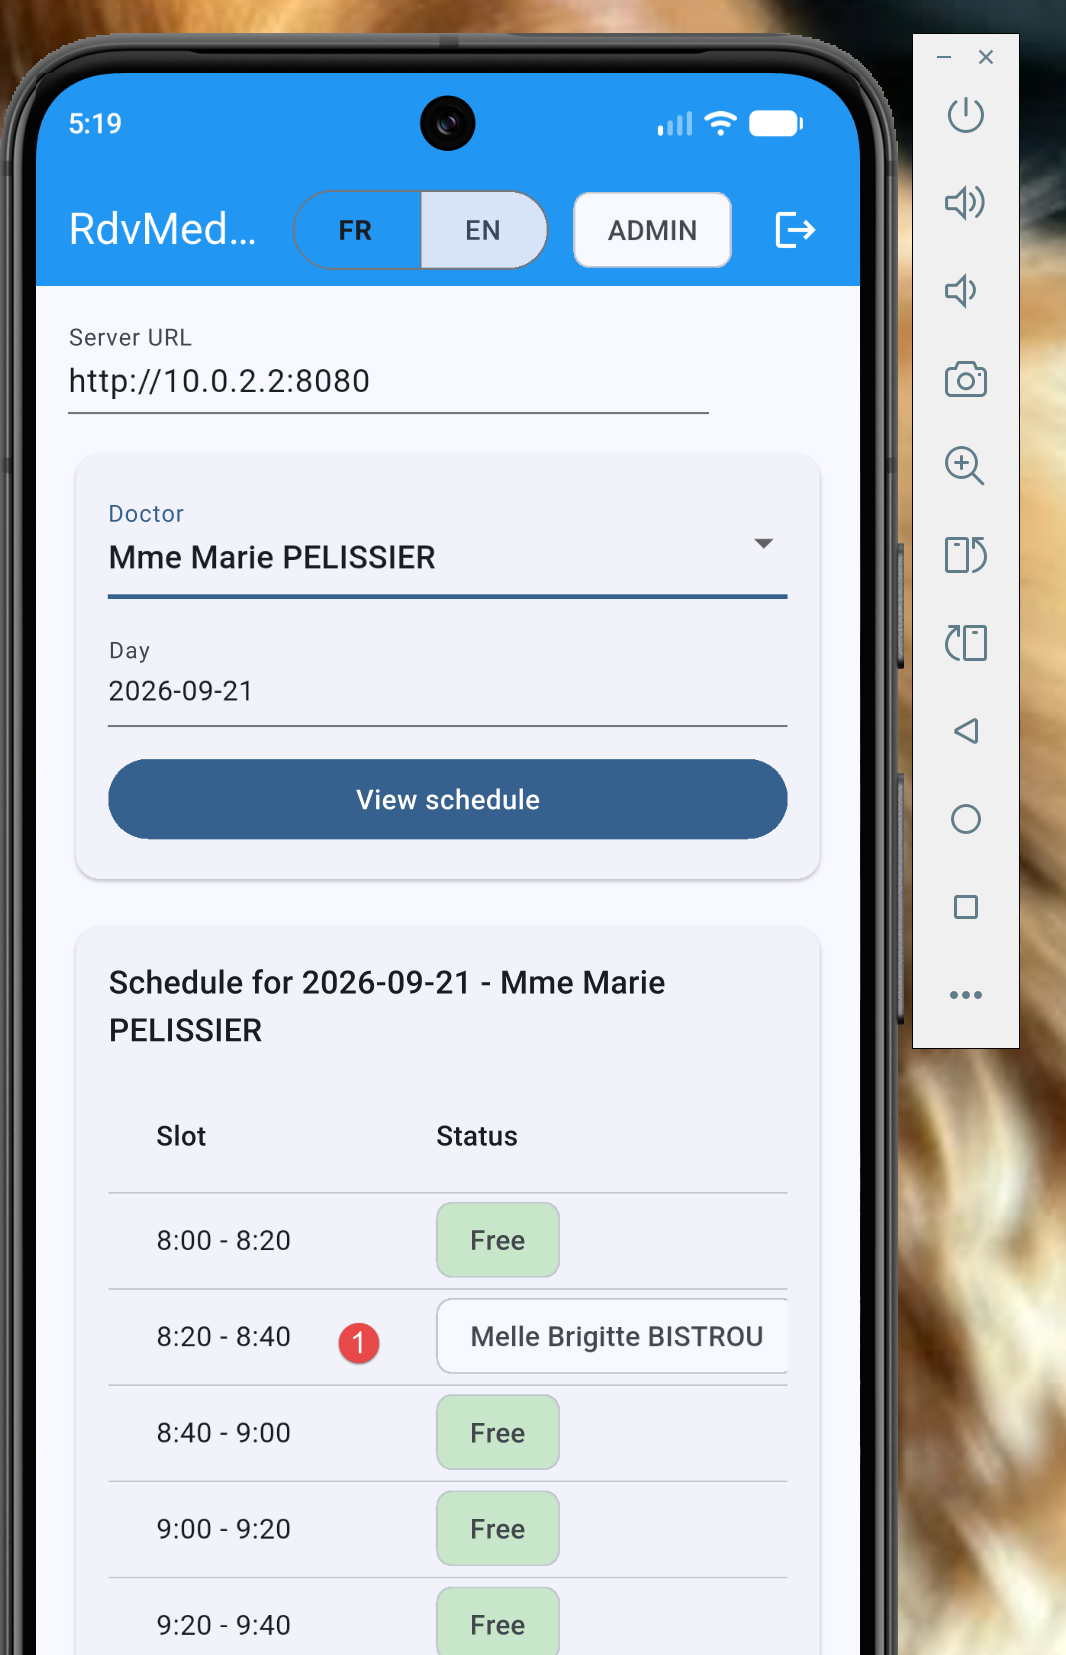 5:19
RdvMed...
FR
EN
ADMIN
Server URL
http://10.0.2.2:8080
Doctor
Mme Marie PELISSIER
Day
2026-09-21
View schedule
Schedule for 2026-09-21 - Mme Marie
PELISSIER
Slot Status
8:00 - 8:20 Free
8:20 - 8:40 1 Melle Brigitte BISTROU
8:40 - 9:00 Free
9:00 - 9:20 Free
9:20 - 9:40 Free